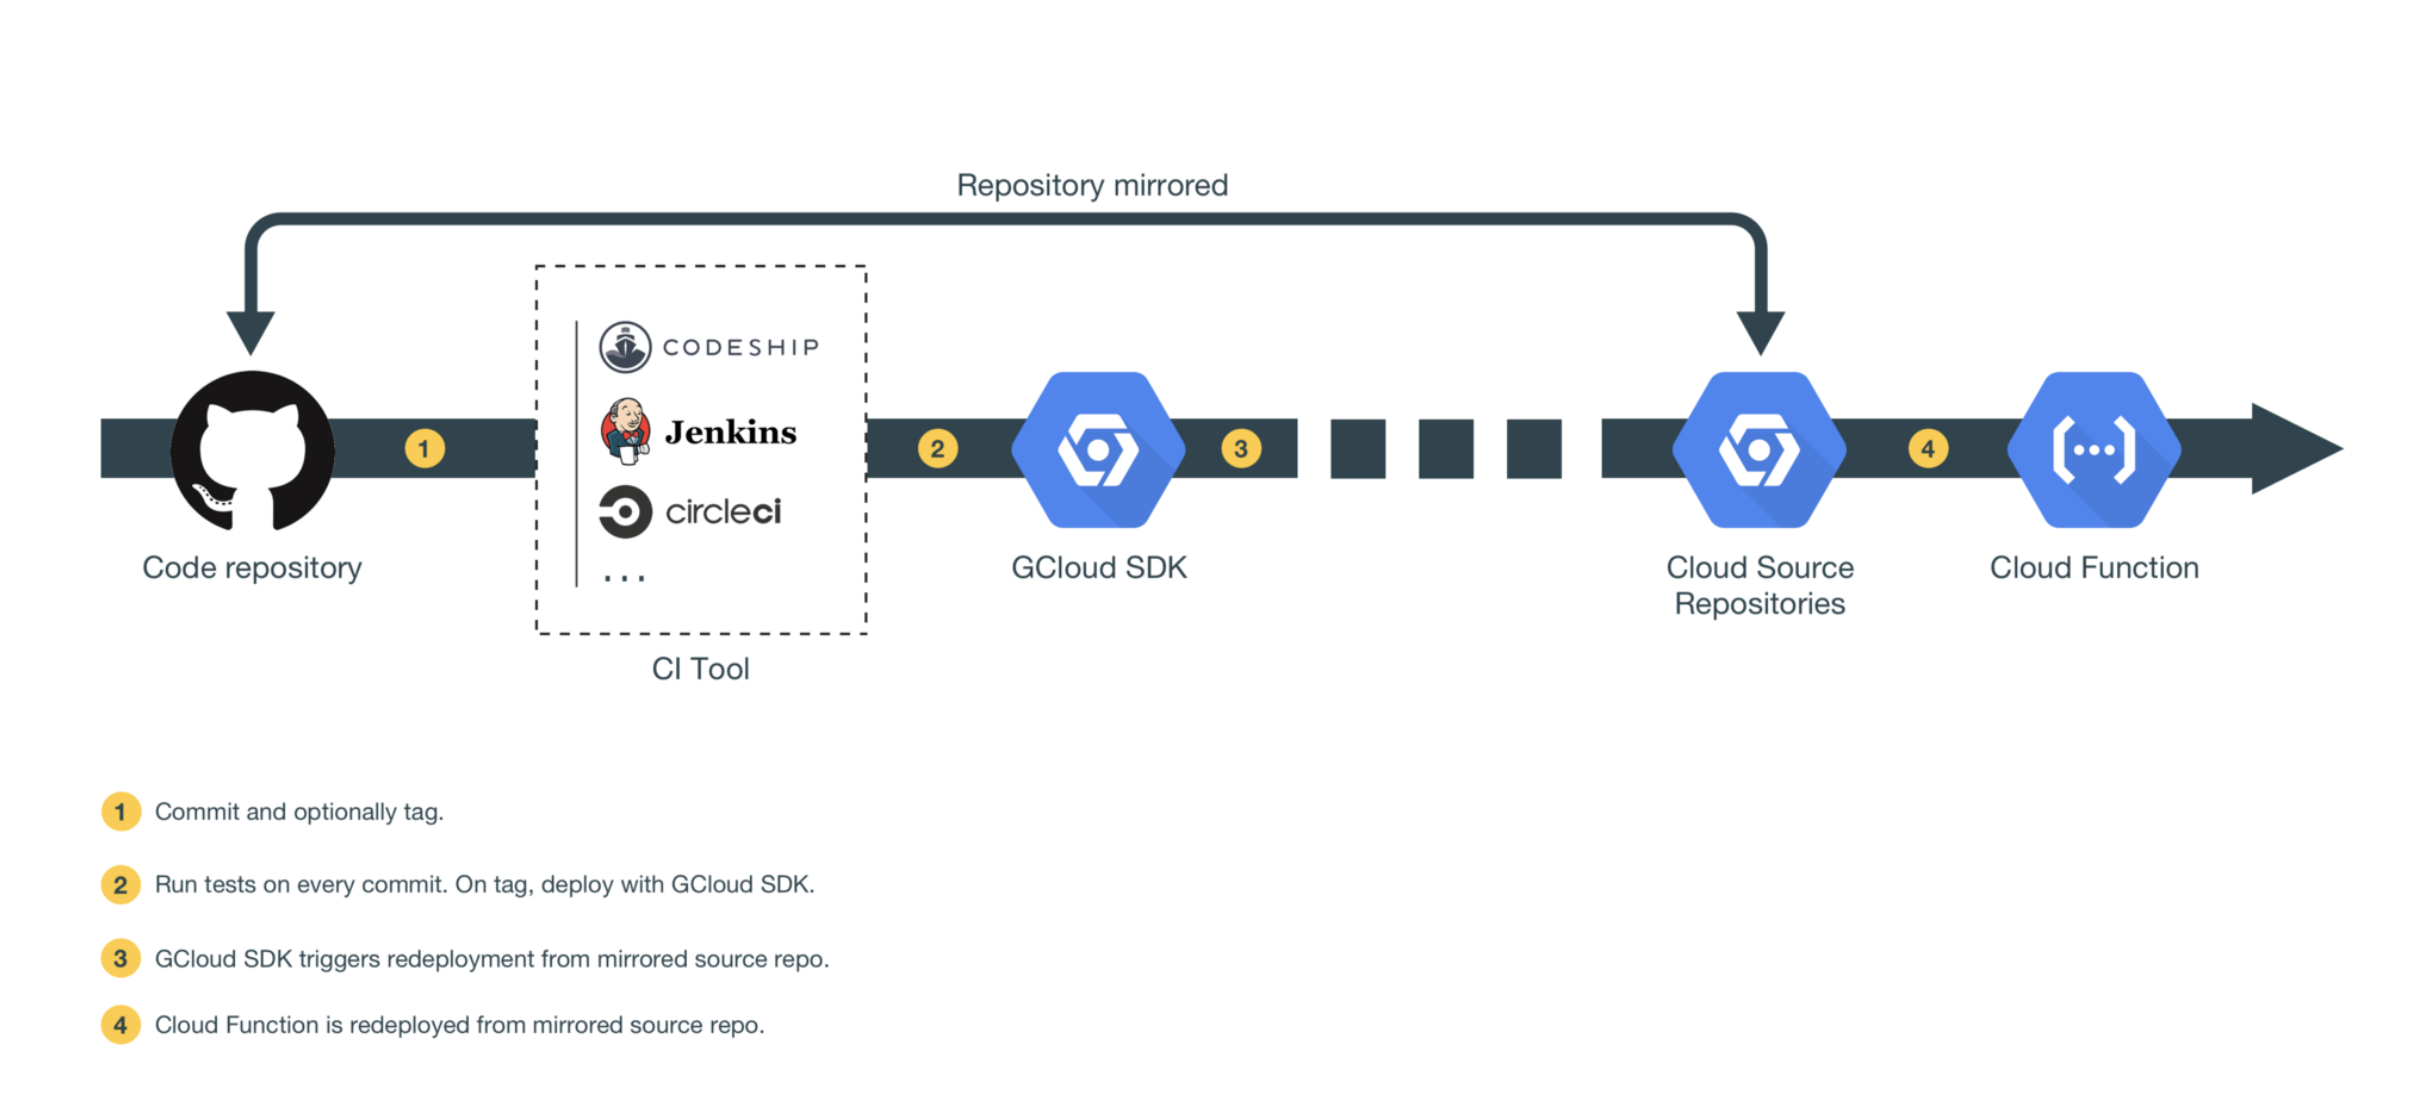 Repository mirrored
CODESHIP
Jenkins
circleci
...
1
2
3
4
Code repository
GCloud SDK
Cloud Source
Repositories
Cloud Function
CI Tool
1 Commit and optionally tag.
2 Run tests on every commit. On tag, deploy with GCloud SDK.
3 GCloud SDK triggers redeployment from mirrored source repo.
4 Cloud Function is redeployed from mirrored source repo.